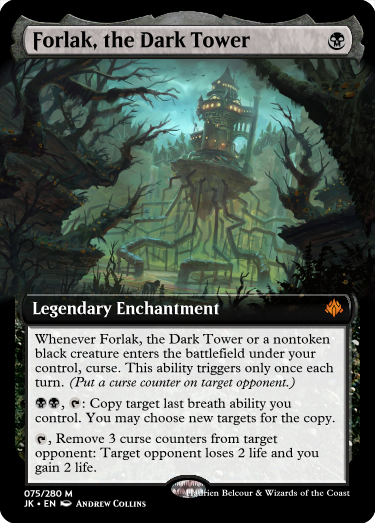 Forlak, the Dark Tower
Legendary Enchantment
Whenever Forlak, the Dark Tower or a nontoken
black creature enters the battlefield under your
control, curse. This ability triggers only once each
turn. (Put a curse counter on target opponent.)
, : Copy target last breath ability you
control. You may choose new targets for the copy.
, Remove 3 curse counters from target
opponent: Target opponent loses 2 life and you
gain 2 life.
075/280 M
Hadrien Belcour & Wizards of the Coast
JK • EN Andrew Collins